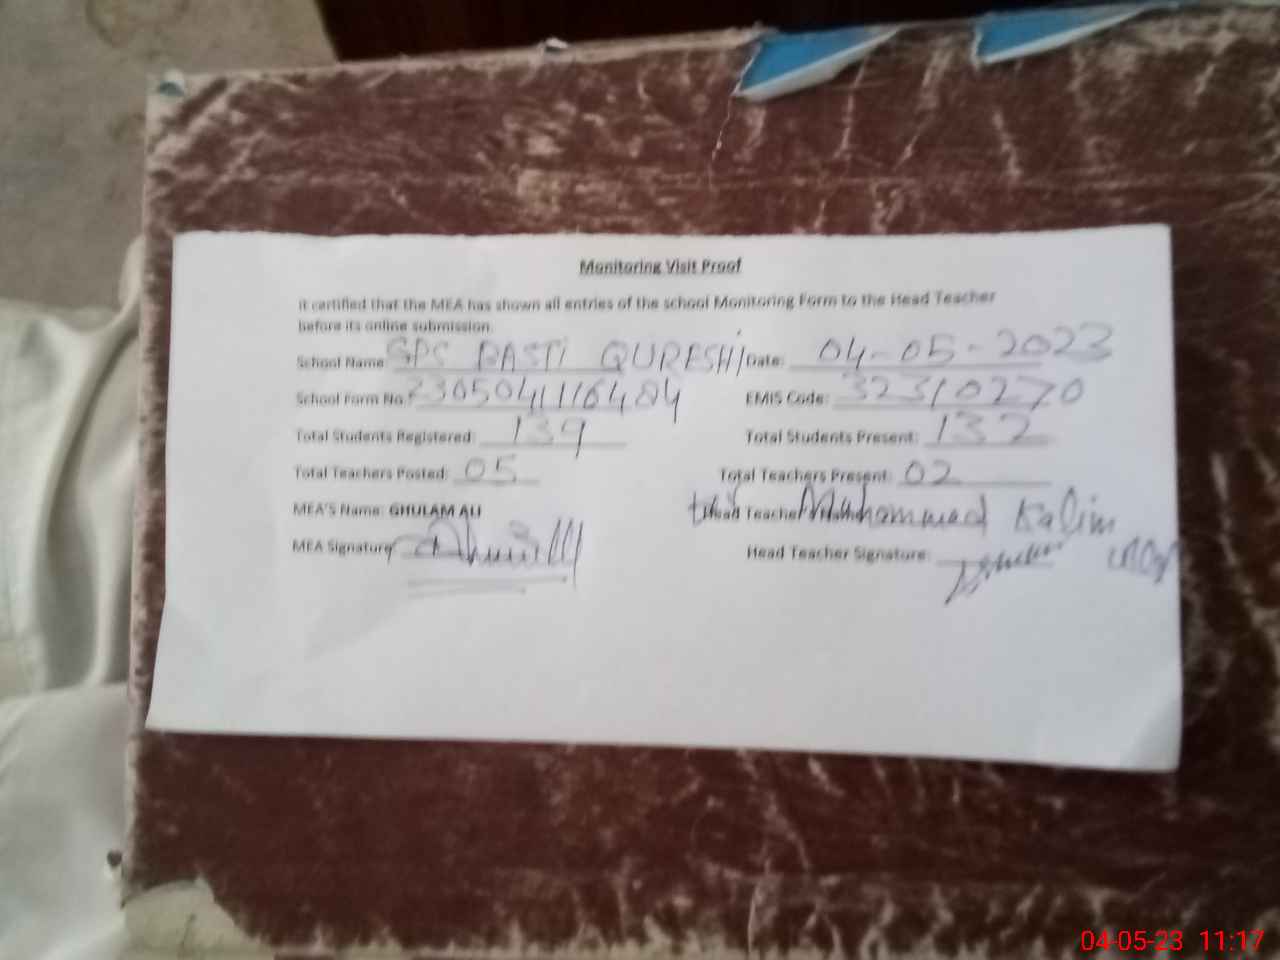 Monitoring Visit Proof
It certified that the MEA has shown all entries of the school Monitoring Form to the Head Teacher
before its online submission.
School Name: GPS BASTI QURESHI Date: 04-05-2023
School Form No: 230504116484 EMIS Code: 32310270
Total Students Registered: 139 Total Students Present: 132
Total Teachers Posted: 05 Total Teachers Present: 02
MEA'S Name: GHULAM ALI Head Teacher Name: Muhammad Kalim
MEA Signature Head Teacher Signature:
04-05-23 11:17